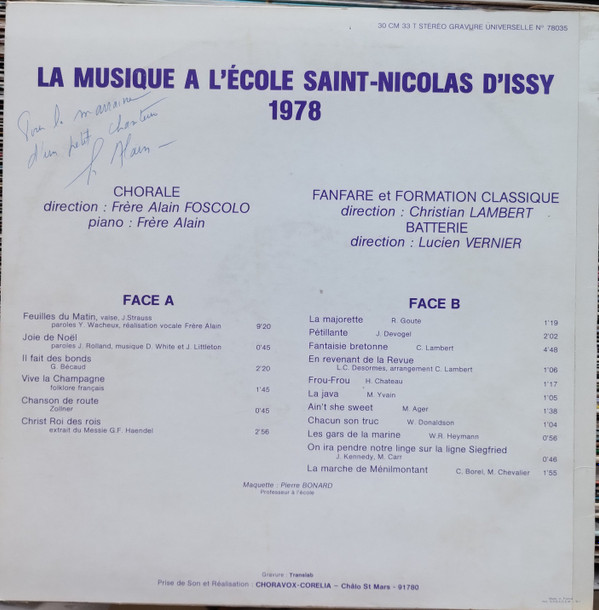 30 CM 33 T STEREO GRAVURE UNIVERSELLE N° 78035
LA MUSIQUE A L'ÉCOLE SAINT-NICOLAS D'ISSY
1978
Pour la marraine
d'un petit chanteur
f. Alain
CHORALE
direction : Frère Alain FOSCOLO
piano : Frère Alain
FANFARE et FORMATION CLASSIQUE
direction : Christian LAMBERT
BATTERIE
direction : Lucien VERNIER
FACE A
Feuilles du Matin, valse, J.Strauss
paroles Y. Wacheux, réalisation vocale Frère Alain 9'20
Joie de Noël
paroles J. Rolland, musique D. White et J. Littleton 0'45
Il fait des bonds
G. Bécaud 2'20
Vive la Champagne
folklore français 1'45
Chanson de route
Zollner 0'45
Christ Roi des rois
extrait du Messie G.F. Haendel 2'56
FACE B
La majorette R. Goute 1'19
Pétillante J. Devogel 2'02
Fantaisie bretonne C. Lambert 4'48
En revenant de la Revue
L.C. Desormes, arrangement C. Lambert 1'06
Frou-Frou H. Chateau 1'17
La java M. Yvain 1'05
Ain't she sweet M. Ager 1'38
Chacun son truc W. Donaldson 1'04
Les gars de la marine W.R. Heymann 0'56
On ira pendre notre linge sur la ligne Siegfried
J. Kennedy, M. Carr 0'46
La marche de Ménilmontant C. Borel, M. Chevalier 1'55
Maquette : Pierre BONARD
Professeur à l'école
Gravure : Translab
Prise de Son et Réalisation : CHORAVOX-CORELIA – Châlo St Mars - 91780